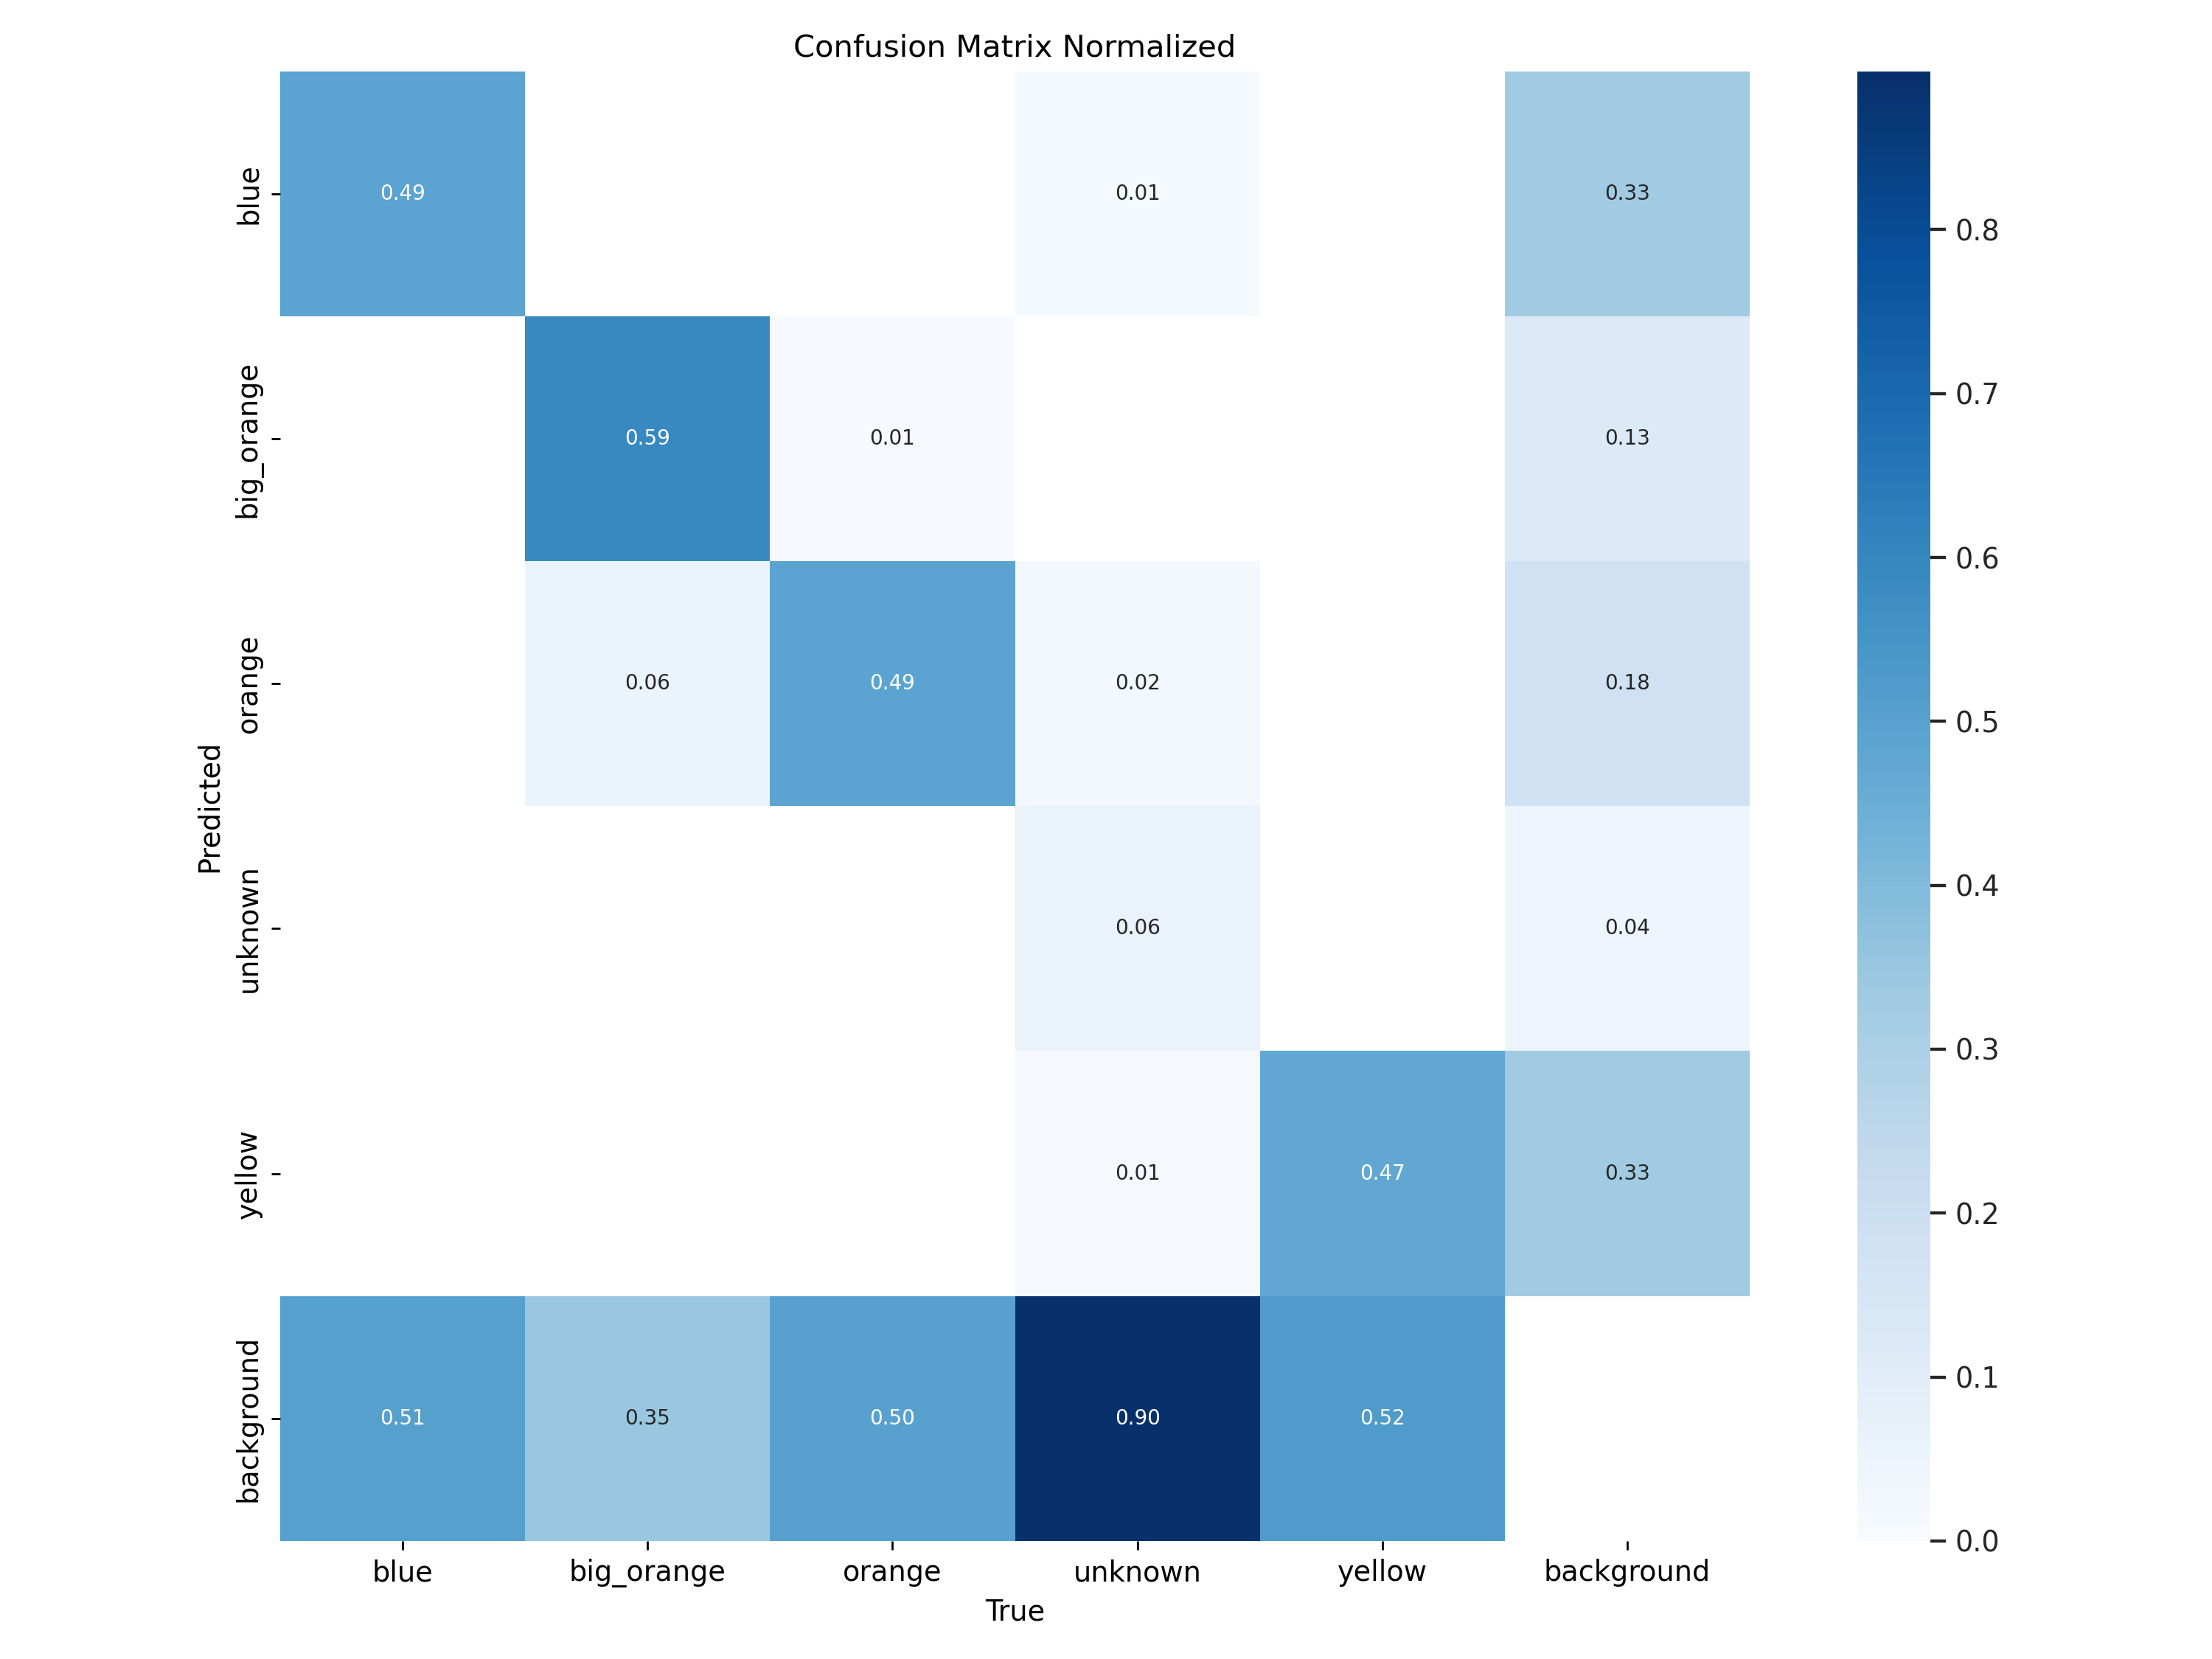 Confusion Matrix Normalized
Predicted
blue
0.49
0.01
0.33
big_orange
0.59
0.01
0.13
orange
0.06
0.49
0.02
0.18
unknown
0.06
0.04
yellow
0.01
0.47
0.33
background
0.51
0.35
0.50
0.90
0.52
blue
big_orange
orange
unknown
yellow
background
True
0.8
0.7
0.6
0.5
0.4
0.3
0.2
0.1
0.0